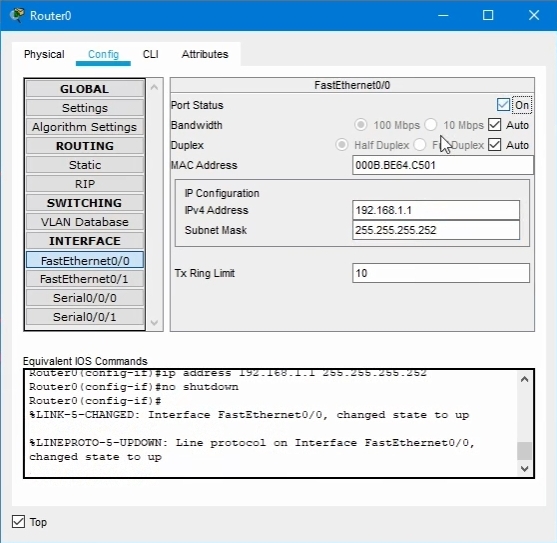 Router0
Physical Config CLI Attributes
GLOBAL
Settings
Algorithm Settings
ROUTING
Static
RIP
SWITCHING
VLAN Database
INTERFACE
FastEthernet0/0
FastEthernet0/1
Serial0/0/0
Serial0/0/1
FastEthernet0/0
Port Status On
Bandwidth 100 Mbps 10 Mbps Auto
Duplex Half Duplex Duplex Auto
MAC Address 000B.BE64.C501
IP Configuration
IPv4 Address 192.168.1.1
Subnet Mask 255.255.255.252
Tx Ring Limit 10
Equivalent IOS Commands
Router0(config-if)#ip address 192.168.1.1 255.255.255.252
Router0(config-if)#no shutdown
Router0(config-if)#
%LINK-5-CHANGED: Interface FastEthernet0/0, changed state to up
%LINEPROTO-5-UPDOWN: Line protocol on Interface FastEthernet0/0,
changed state to up
Top